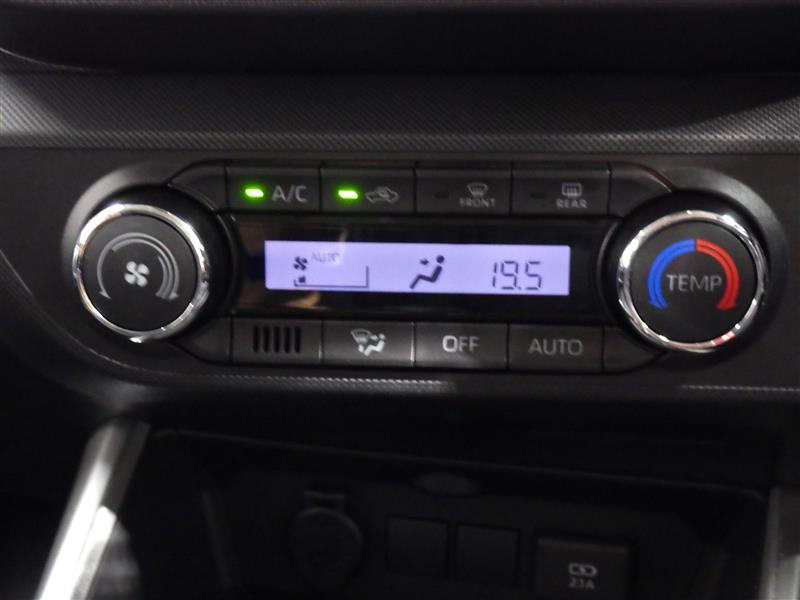 A/C
FRONT
REAR
AUTO
19.5
TEMP
OFF
AUTO
2.1A